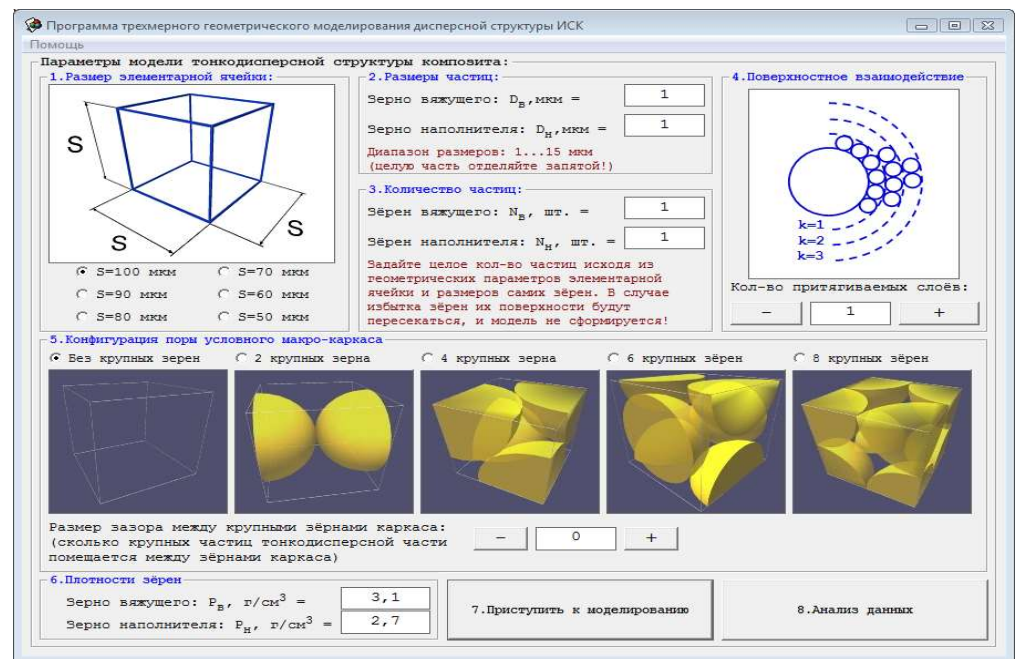 Программа трехмерного геометрического моделирования дисперсной структуры ИСК
Помощь
Параметры модели тонкодисперсной структуры композита:
1.Размер элементарной ячейки:
S
S
S
S=100 мкм
S=70 мкм
S=90 мкм
S=60 мкм
S=80 мкм
S=50 мкм
2.Размеры частиц:
Зерно вяжущего: Dв,мкм = 1
Зерно наполнителя: Dн,мкм = 1
Диапазон размеров: 1...15 мкм
(целую часть отделяйте запятой!)
3.Количество частиц:
Зёрен вяжущего: Nв, шт. = 1
Зёрен наполнителя: Nн, шт. = 1
Задайте целое кол-во частиц исходя из
геометрических параметров элементарной
ячейки и размеров самих зёрен. В случае
избытка зёрен их поверхности будут
пересекаться, и модель не сформируется!
4.Поверхностное взаимодействие
k=1
k=2
k=3
Кол-во притягиваемых слоёв:
− 1 +
5.Конфигурация поры условного макро-каркаса
Без крупных зерен
2 крупных зерна
4 крупных зерна
6 крупных зёрен
8 крупных зёрен
Размер зазора между крупными зёрнами каркаса:
(сколько крупных частиц тонкодисперсной части
помещается между зёрнами каркаса)
− 0 +
6.Плотности зёрен
Зерно вяжущего: Pв, г/см³ = 3,1
Зерно наполнителя: Pн, г/см³ = 2,7
7.Приступить к моделированию
8.Анализ данных